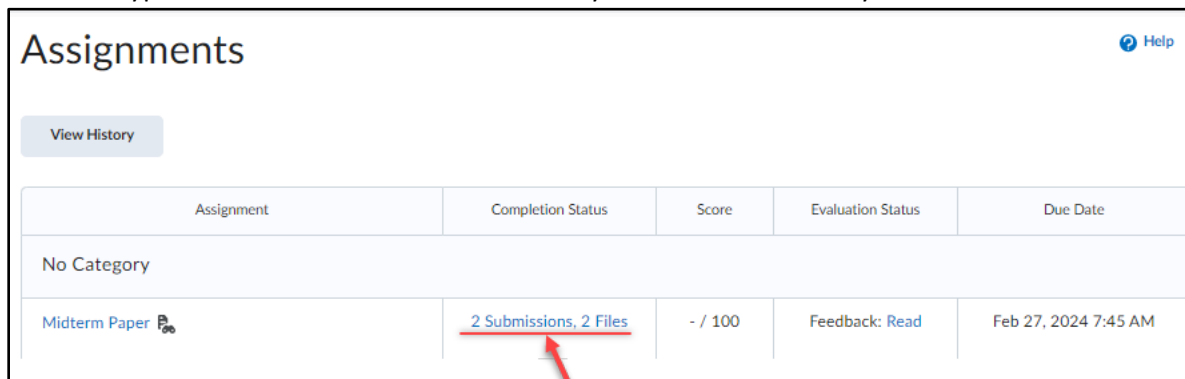 Assignments
Help
View History
Assignment Completion Status Score Evaluation Status Due Date
No Category
Midterm Paper 2 Submissions, 2 Files - / 100 Feedback: Read Feb 27, 2024 7:45 AM